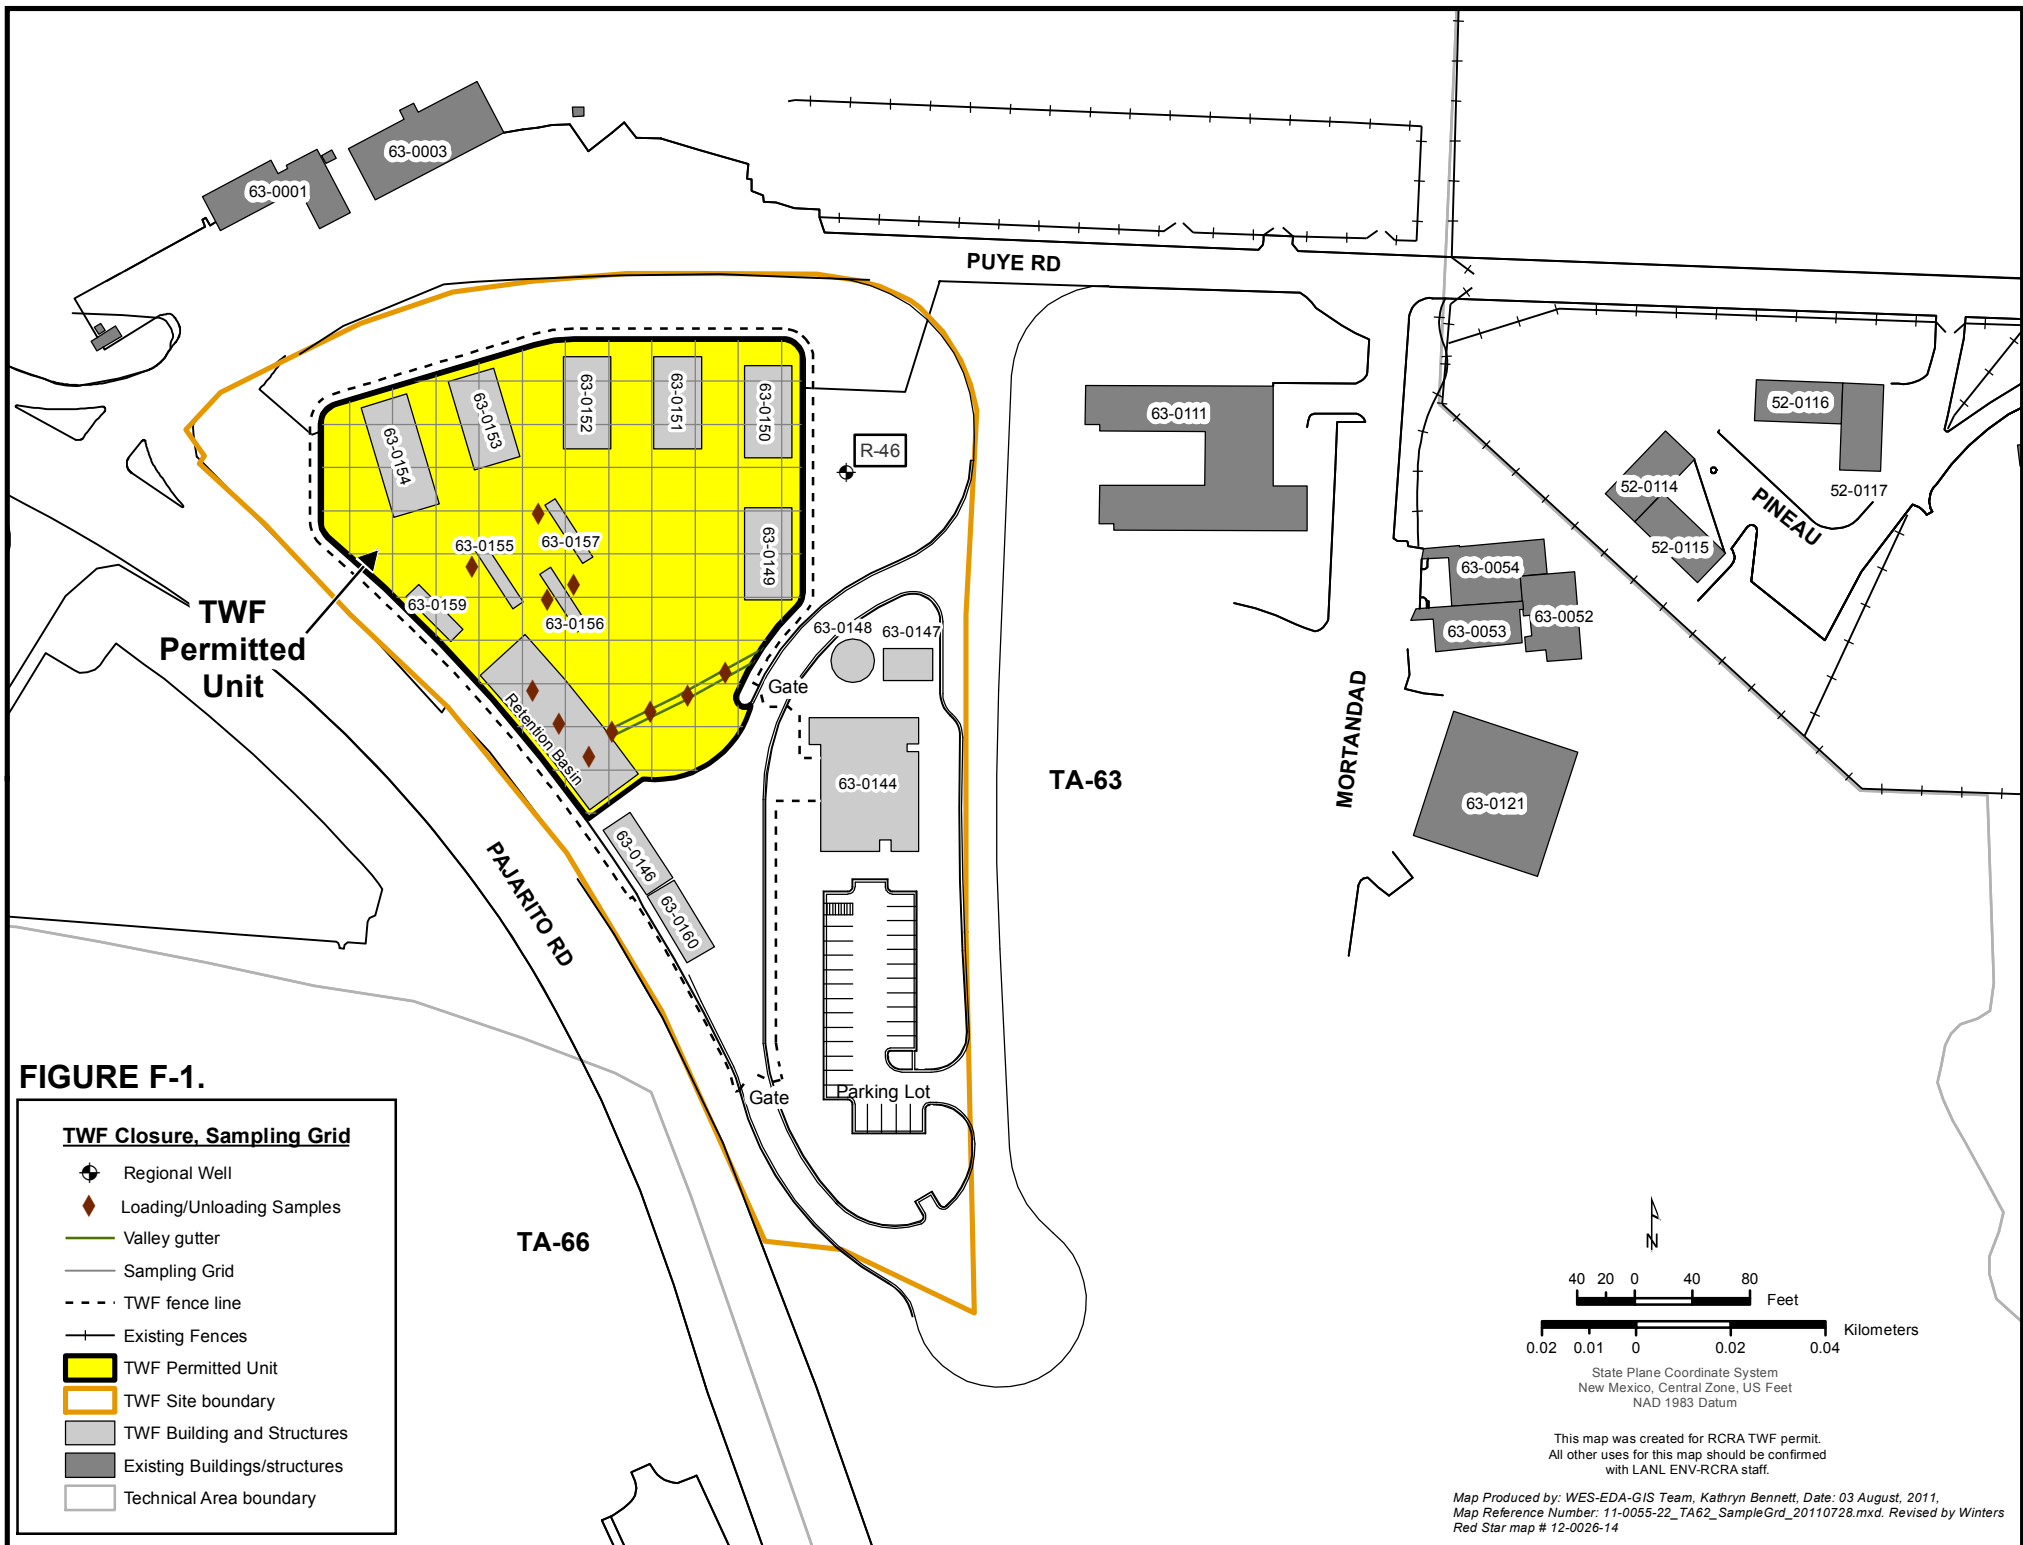 63-0003
63-0001
PUYE RD
63-0154
63-0153
63-0152
63-0151
63-0150
R-46
63-0111
52-0116
52-0117
52-0114
52-0115
PINEAU
63-0155
63-0157
63-0149
63-0159
63-0156
63-0054
63-0052
63-0053
TWF
Permitted
Unit
63-0148
63-0147
Gate
Retention Basin
63-0144
TA-63
MORTANDAD
63-0121
63-0146
63-0160
PAJARITO RD
Gate
Parking Lot
TA-66
FIGURE F-1.
TWF Closure, Sampling Grid
Regional Well
Loading/Unloading Samples
Valley gutter
Sampling Grid
TWF fence line
Existing Fences
TWF Permitted Unit
TWF Site boundary
TWF Building and Structures
Existing Buildings/structures
Technical Area boundary
N
40 20 0 40 80
Feet
Kilometers
0.02 0.01 0 0.02 0.04
State Plane Coordinate System
New Mexico, Central Zone, US Feet
NAD 1983 Datum
This map was created for RCRA TWF permit.
All other uses for this map should be confirmed
with LANL ENV-RCRA staff.
Map Produced by: WES-EDA-GIS Team, Kathryn Bennett, Date: 03 August, 2011,
Map Reference Number: 11-0055-22_TA62_SampleGrd_20110728.mxd. Revised by Winters
Red Star map # 12-0026-14